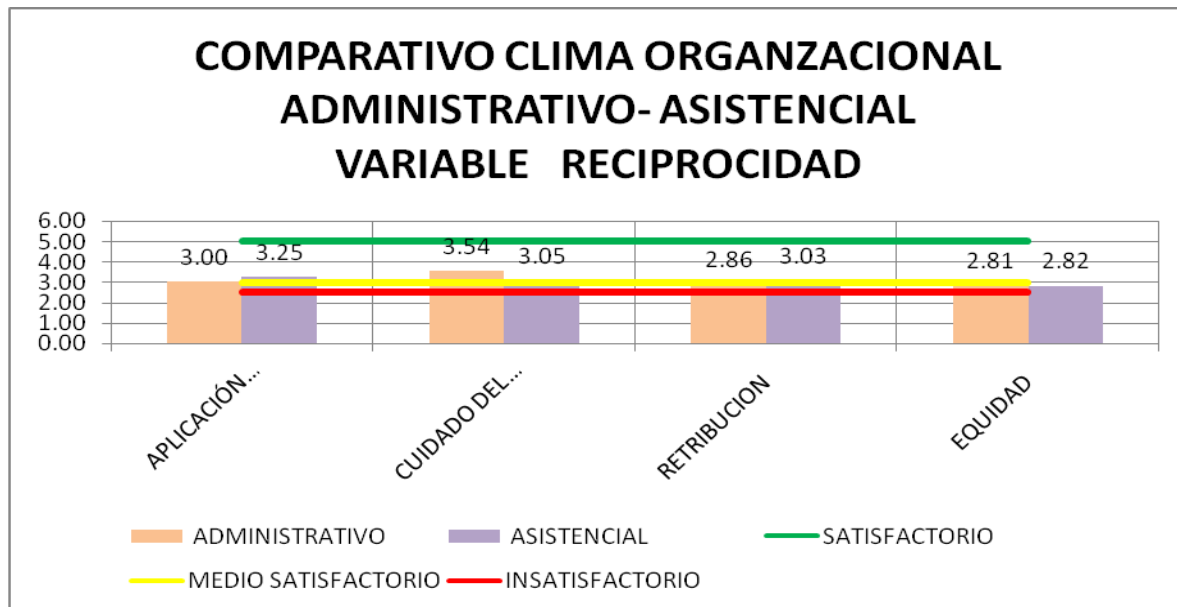 COMPARATIVO CLIMA ORGANZACIONAL
ADMINISTRATIVO- ASISTENCIAL
VARIABLE RECIPROCIDAD
6.00
5.00
4.00
3.00
2.00
1.00
0.00
3.00
3.25
3.54
3.05
2.86
3.03
2.81
2.82
APLICACIÓN...
CUIDADO DEL...
RETRIBUCION
EQUIDAD
ADMINISTRATIVO
ASISTENCIAL
SATISFACTORIO
MEDIO SATISFACTORIO
INSATISFACTORIO